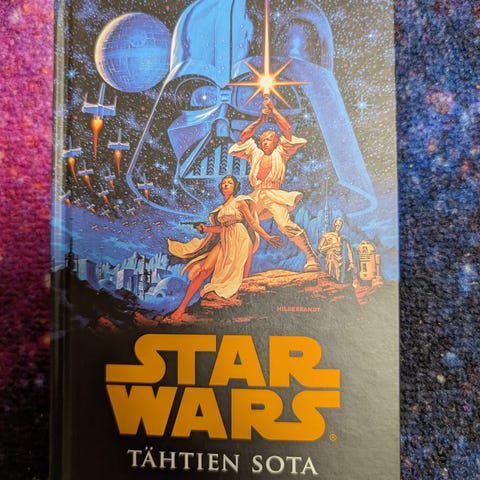 HILDEBRANDT
STAR
WARS®
TÄHTIEN SOTA